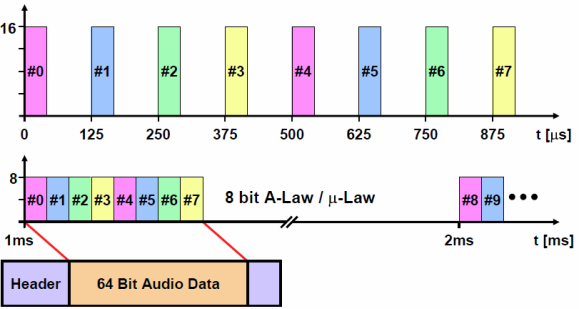 16
#0 #1 #2 #3 #4 #5 #6 #7
0 125 250 375 500 625 750 875 t [μs]
8
#0 #1 #2 #3 #4 #5 #6 #7 8 bit A-Law / μ-Law #8 #9 •••
1ms 2ms t [ms]
Header 64 Bit Audio Data